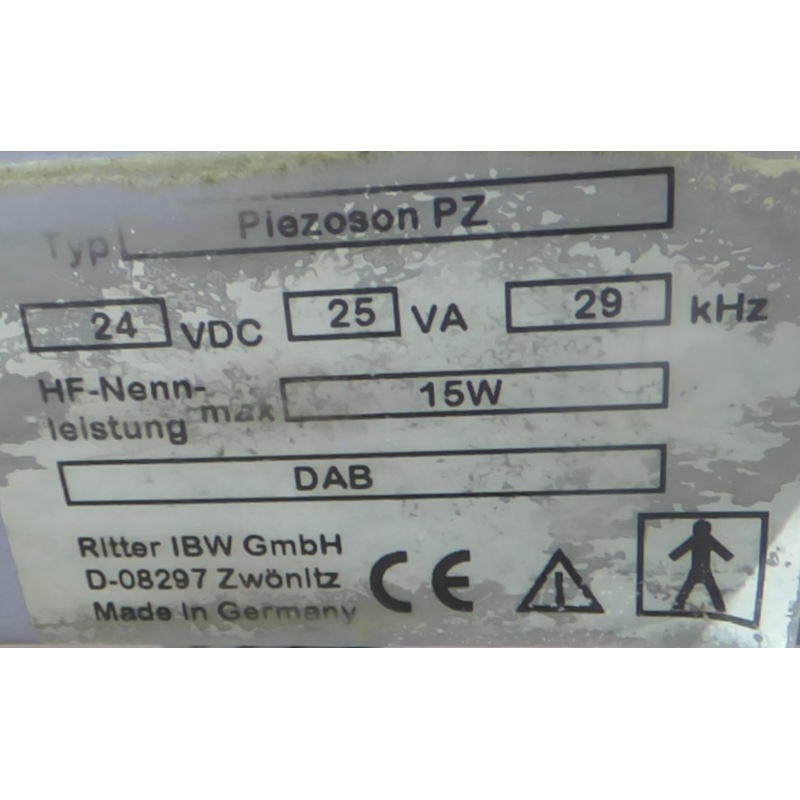 Typ Piezoson PZ
24 VDC 25 VA 29 kHz
HF-Nenn-
leistung max 15W
DAB
Ritter IBW GmbH
D-08297 Zwönitz
Made in Germany
CE